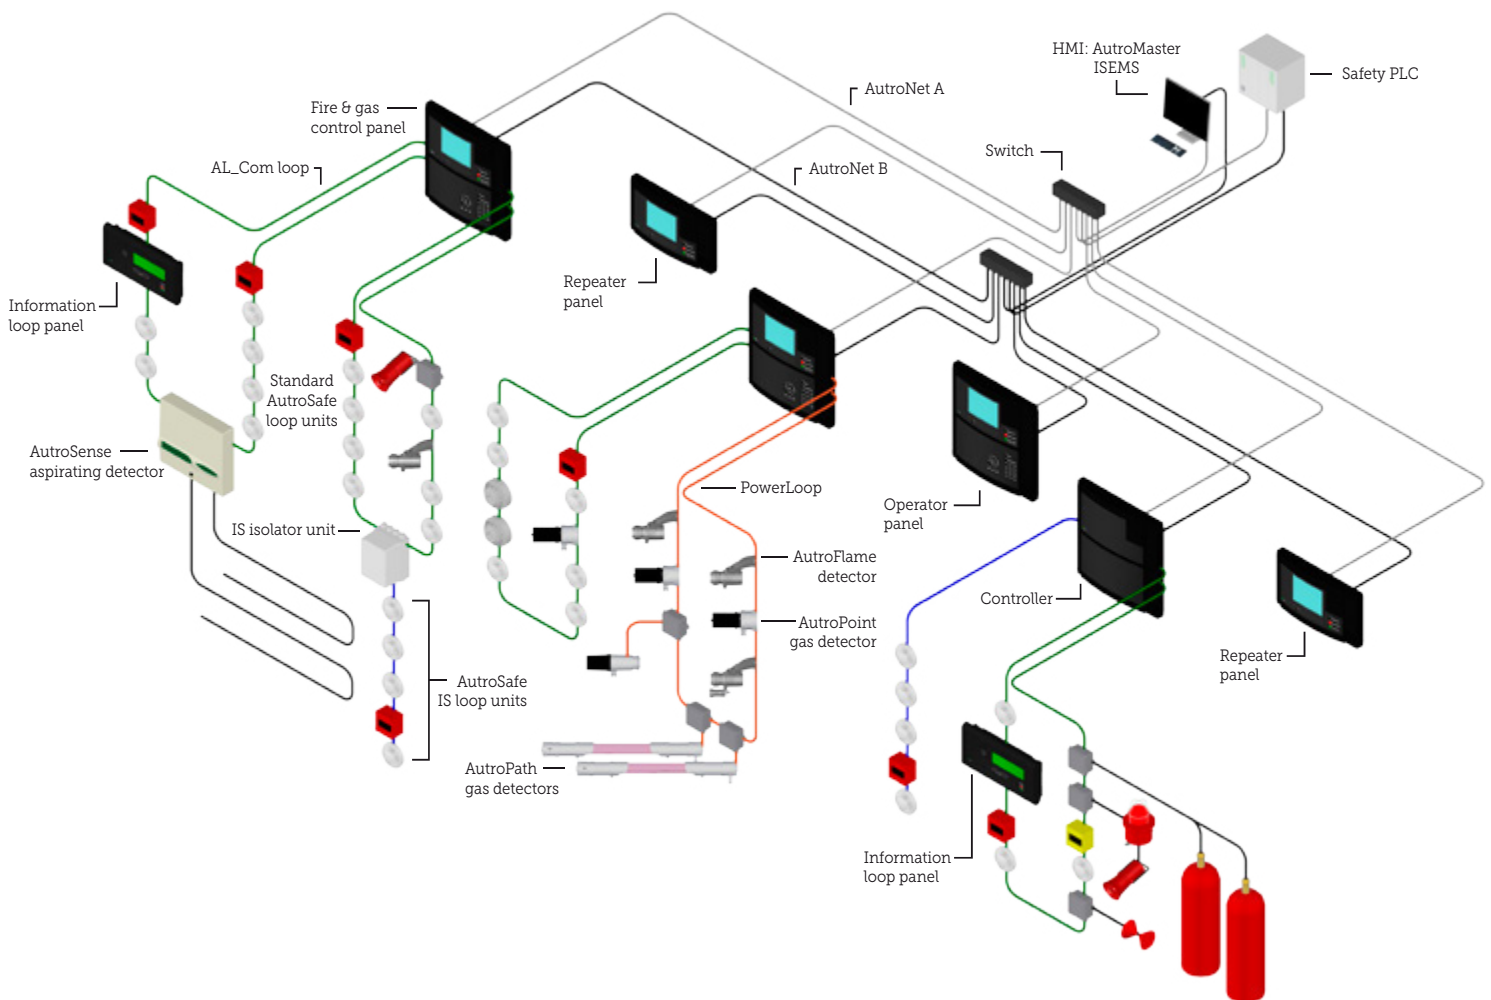 HMI: AutroMaster
ISEMS
Safety PLC
AutroNet A
Fire & gas
control panel
Switch
AL_Com loop
AutroNet B
Repeater
panel
Information
loop panel
Standard
AutroSafe
loop units
AutroSense
aspirating detector
PowerLoop
Operator
panel
IS isolator unit
AutroFlame
detector
Controller
AutroPoint
gas detector
Repeater
panel
AutroSafe
IS loop units
AutroPath
gas detectors
Information
loop panel